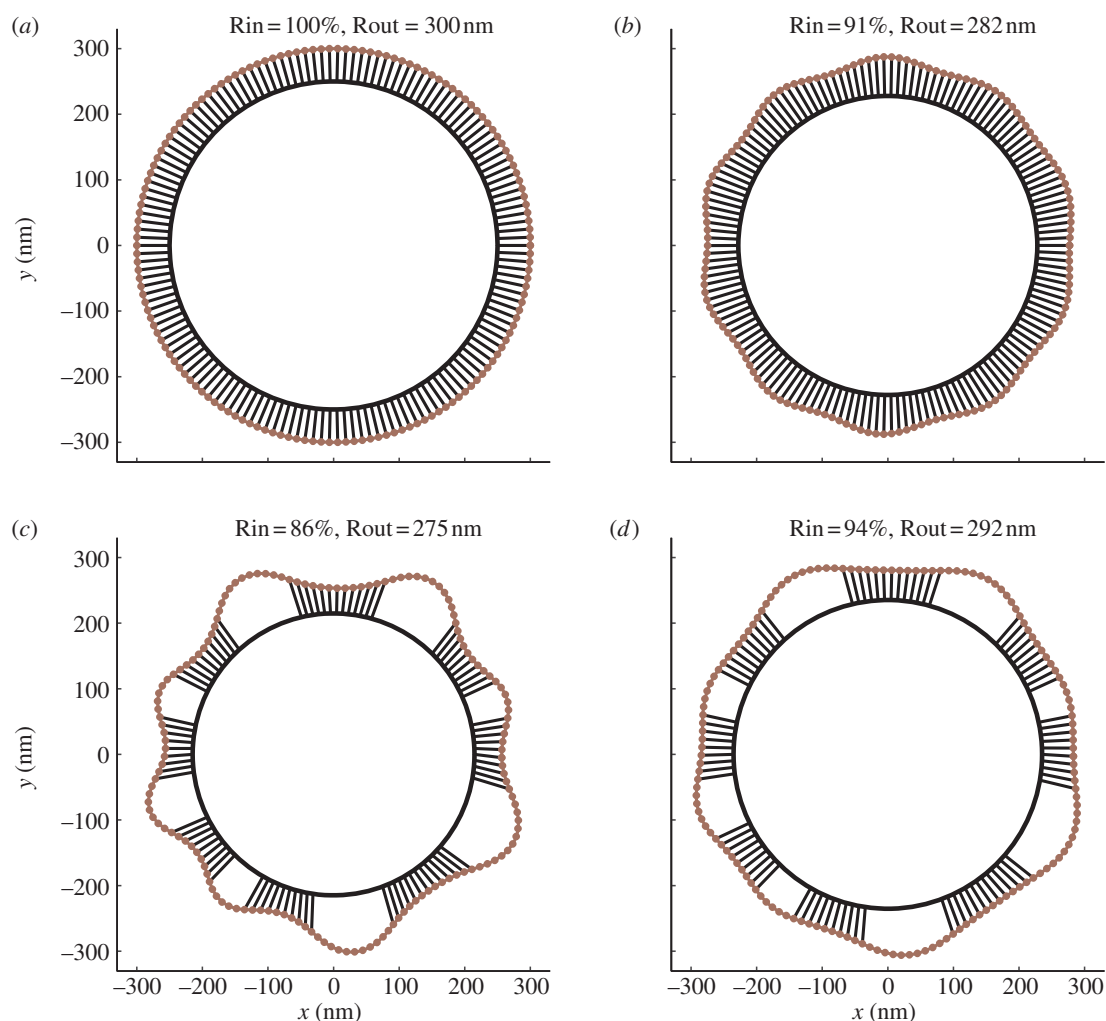 (a) Rin = 100%, Rout = 300 nm
300
200
100
0
–100
–200
–300
y (nm)
(b) Rin = 91%, Rout = 282 nm
(c) Rin = 86%, Rout = 275 nm
300
200
100
0
–100
–200
–300
y (nm)
–300 –200 –100 0 100 200 300
x (nm)
(d) Rin = 94%, Rout = 292 nm
–300 –200 –100 0 100 200 300
x (nm)